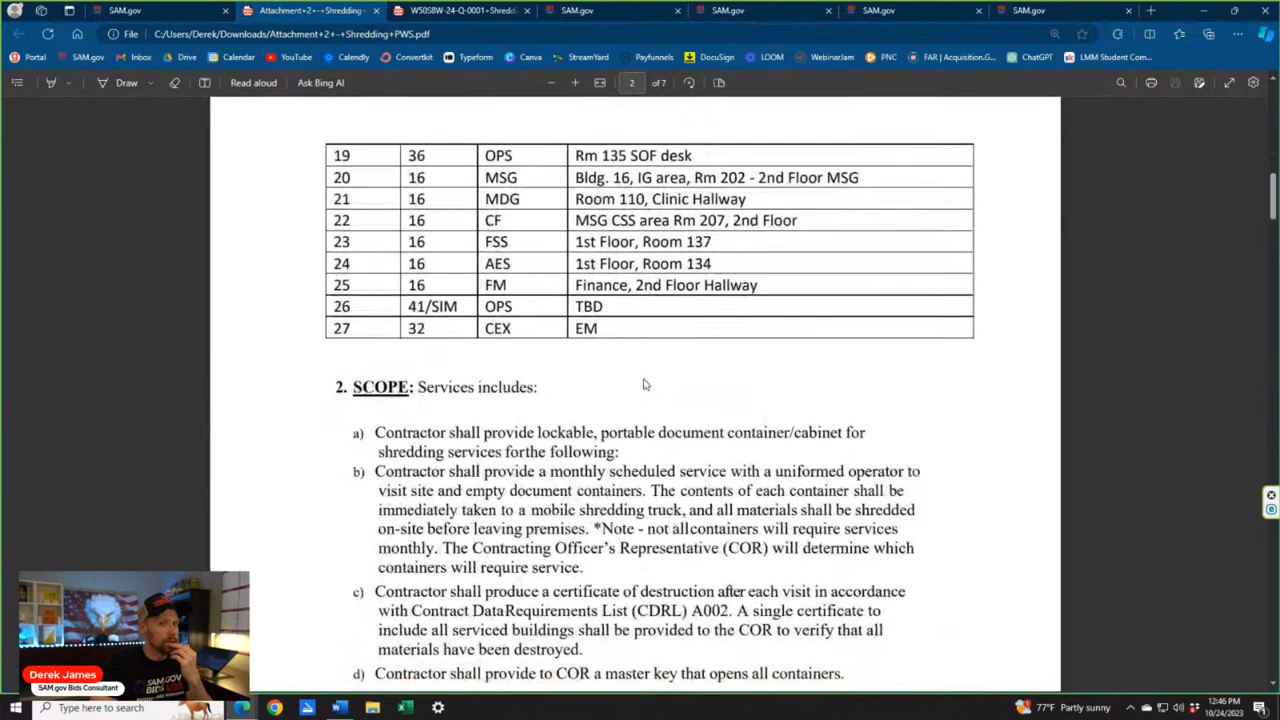 SAM.gov
Attachment+2+-+Shredding+
W50S8W-24-Q-0001+Shredd
SAM.gov
SAM.gov
SAM.gov
SAM.gov
File C:/Users/Derek/Downloads/Attachment+2+-+Shredding+PWS.pdf
Portal SAM.gov Inbox Drive Calendar YouTube Calendly Convertkit Typeform Canva StreamYard Payfunnels DocuSign LOOM WebinarJam PNC FAR | Acquisition.G... ChatGPT LMM Student Com...
Draw Read aloud Ask Bing AI 2 of 7
19 36 OPS Rm 135 SOF desk
20 16 MSG Bldg. 16, IG area, Rm 202 - 2nd Floor MSG
21 16 MDG Room 110, Clinic Hallway
22 16 CF MSG CSS area Rm 207, 2nd Floor
23 16 FSS 1st Floor, Room 137
24 16 AES 1st Floor, Room 134
25 16 FM Finance, 2nd Floor Hallway
26 41/SIM OPS TBD
27 32 CEX EM
2. SCOPE: Services includes:
a) Contractor shall provide lockable, portable document container/cabinet for
shredding services forthe following:
b) Contractor shall provide a monthly scheduled service with a uniformed operator to
visit site and empty document containers. The contents of each container shall be
immediately taken to a mobile shredding truck, and all materials shall be shredded
on-site before leaving premises. *Note - not allcontainers will require services
monthly. The Contracting Officer's Representative (COR) will determine which
containers will require service.
c) Contractor shall produce a certificate of destruction after each visit in accordance
with Contract DataRequirements List (CDRL) A002. A single certificate to
include all serviced buildings shall be provided to the COR to verify that all
materials have been destroyed.
d) Contractor shall provide to COR a master key that opens all containers.
SAM.GOV
BIDS LIVE
Derek James
SAM.gov Bids Consultant
Type here to search
77°F Partly sunny
12:46 PM
10/24/2023